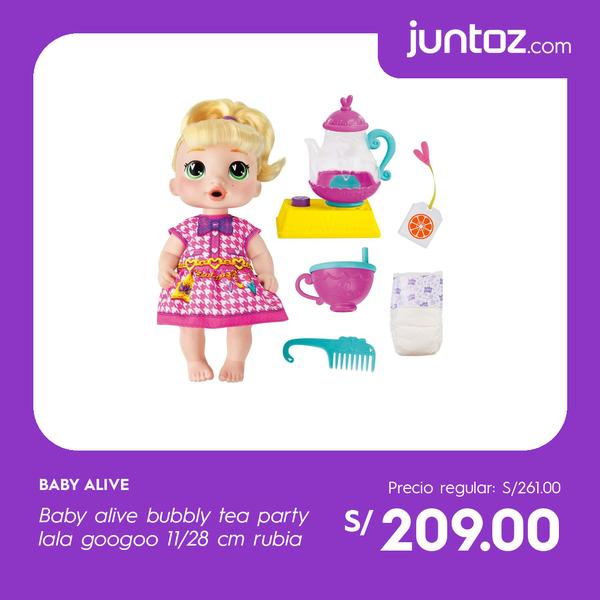 juntoz.com
BABY ALIVE
Baby alive bubbly tea party
lala googoo 11/28 cm rubia
Precio regular: S/261.00
S/ 209.00